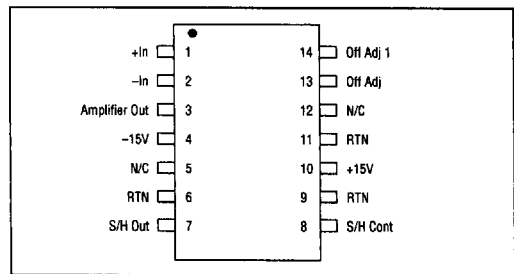 +In 1 14 Off Adj 1
–In 2 13 Off Adj
Amplifier Out 3 12 N/C
–15V 4 11 RTN
N/C 5 10 +15V
RTN 6 9 RTN
S/H Out 7 8 S/H Cont